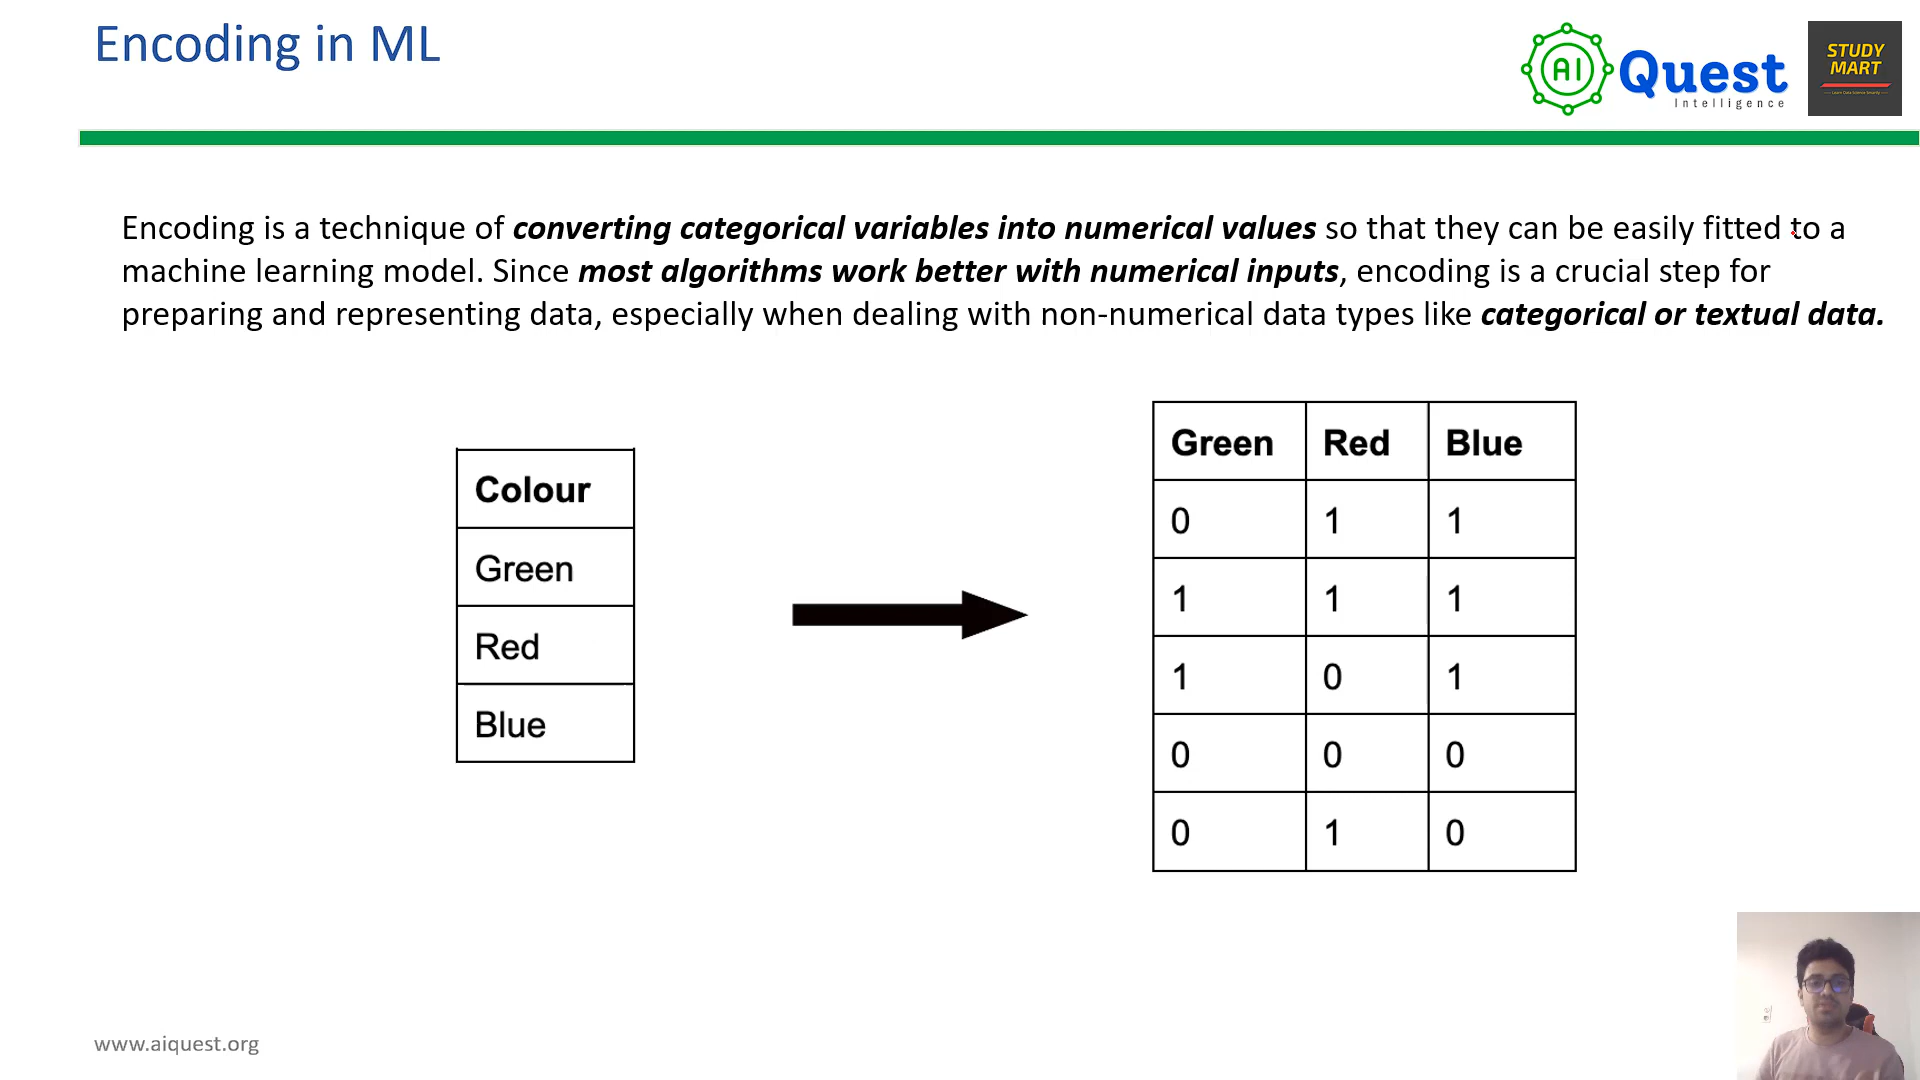 Encoding in ML
AI Quest
Intelligence
STUDY
MART
Encoding is a technique of converting categorical variables into numerical values so that they can be easily fitted to a
machine learning model. Since most algorithms work better with numerical inputs, encoding is a crucial step for
preparing and representing data, especially when dealing with non-numerical data types like categorical or textual data.
Colour
Green
Red
Blue
Green Red Blue
0 1 1
1 1 1
1 0 1
0 0 0
0 1 0
www.aiquest.org